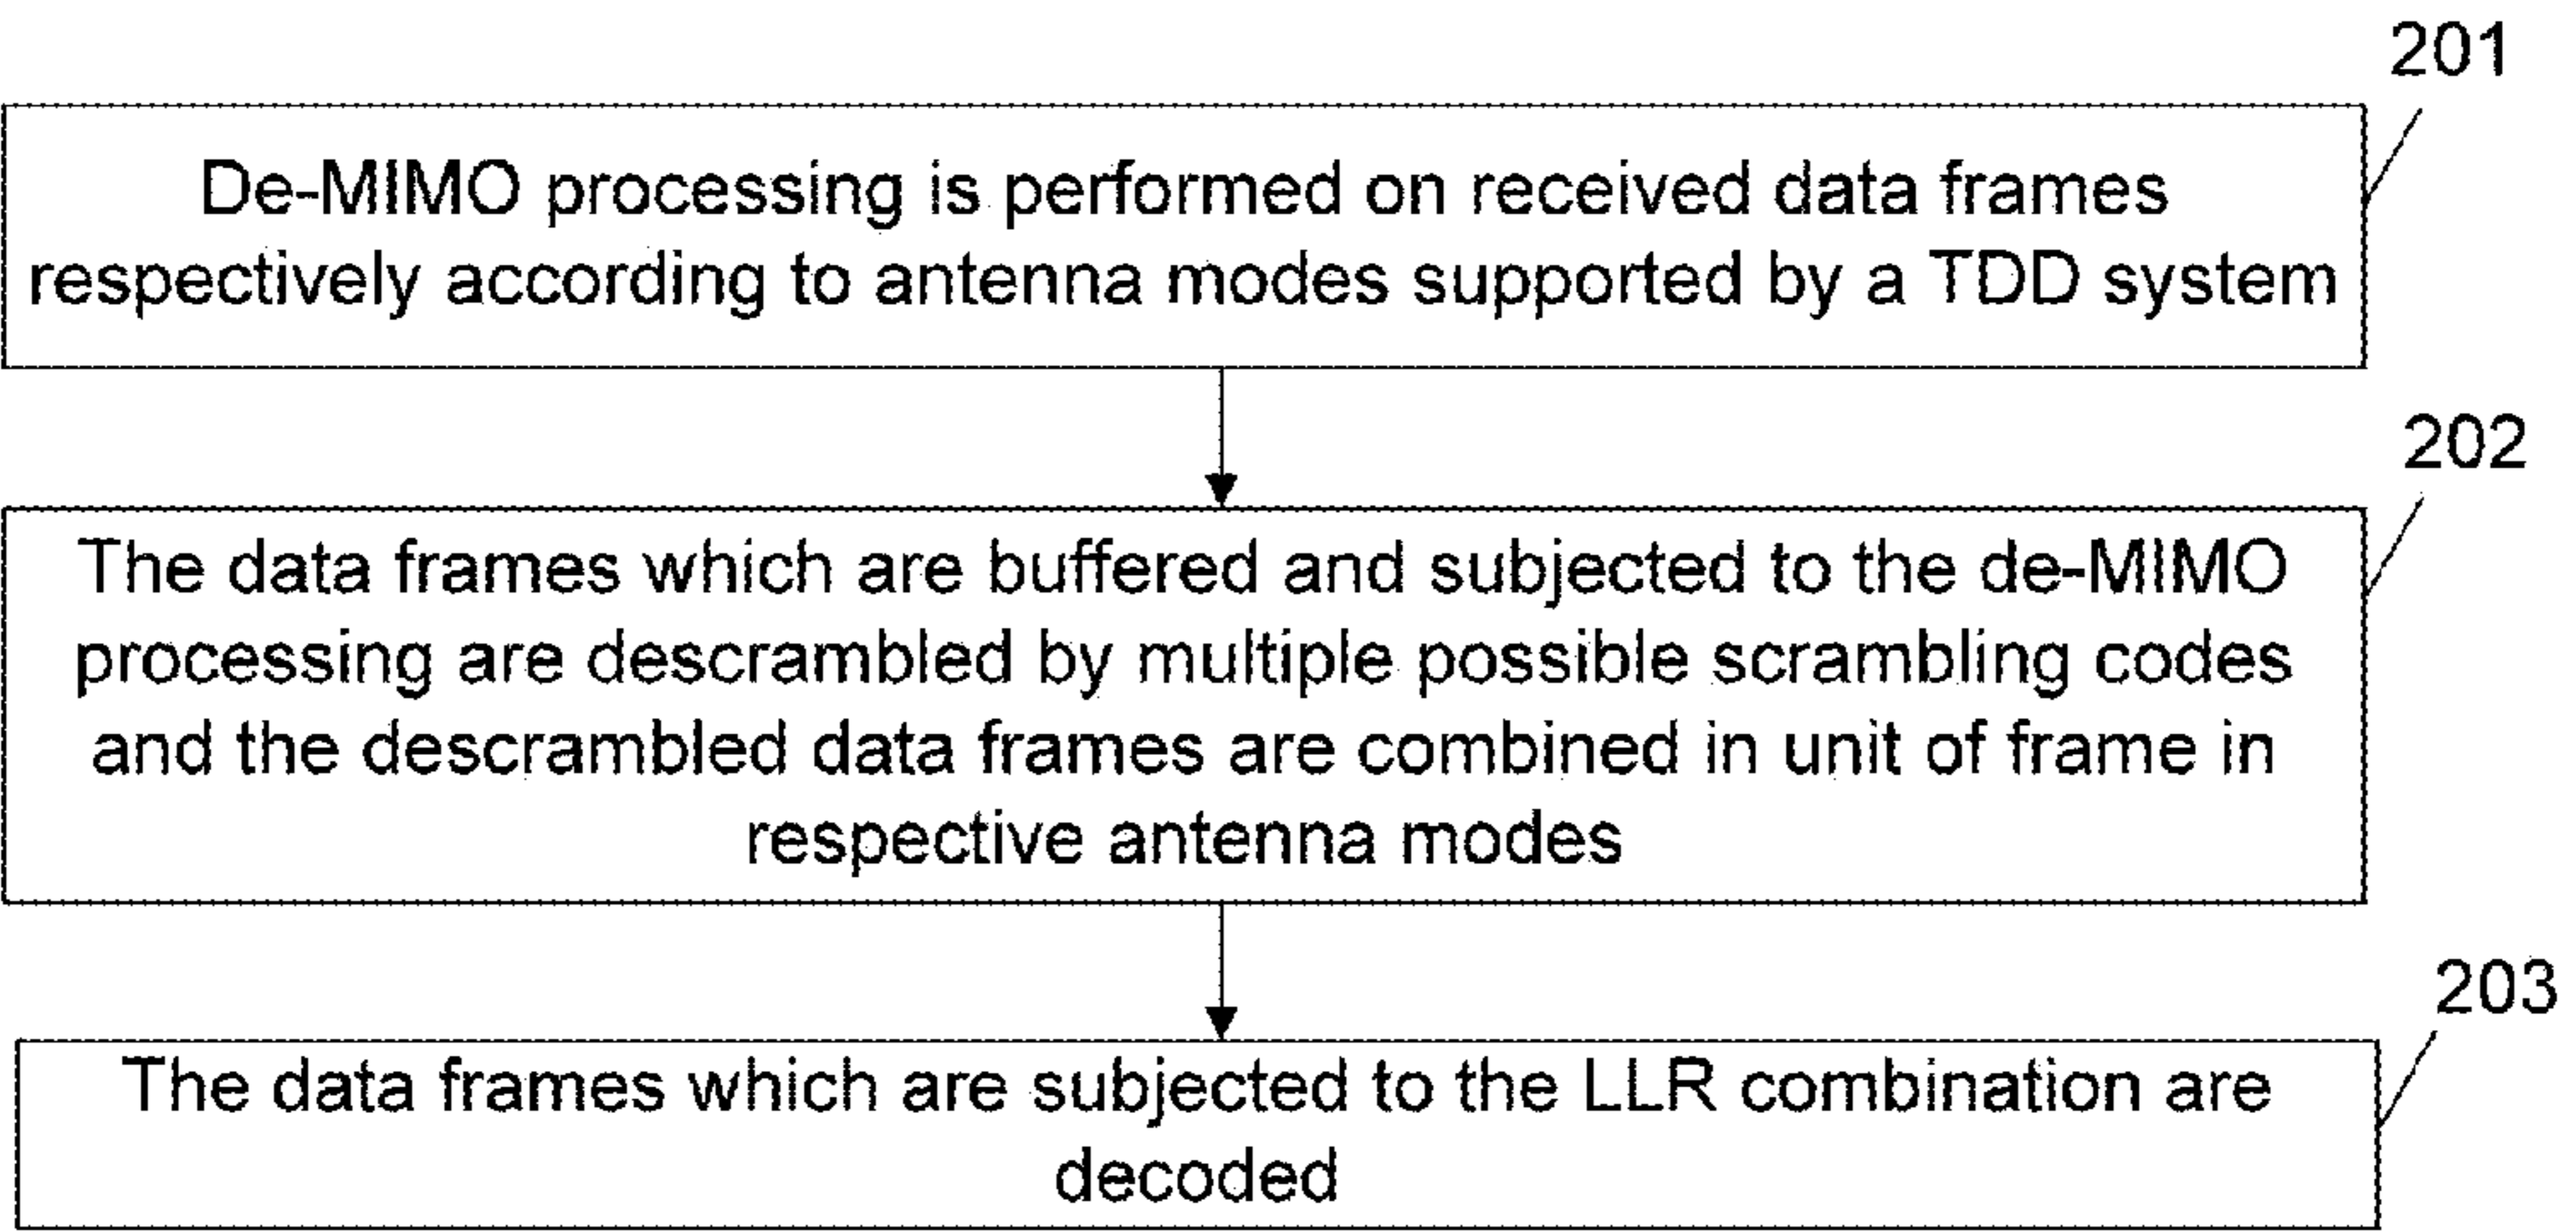 201
De-MIMO processing is performed on received data frames
respectively according to antenna modes supported by a TDD system
202
The data frames which are buffered and subjected to the de-MIMO
processing are descrambled by multiple possible scrambling codes
and the descrambled data frames are combined in unit of frame in
respective antenna modes
203
The data frames which are subjected to the LLR combination are
decoded